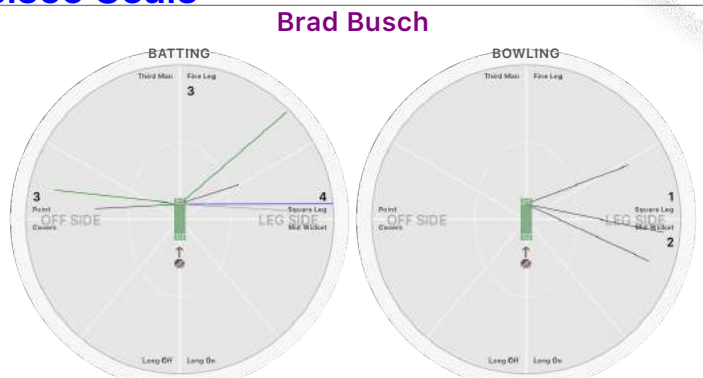 Brad Busch
BATTING
Third Man Fine Leg
3
3
Point
OFF SIDE
Covers
4
Square Leg
LEG SIDE
Mid Wicket
Long Off Long On
BOWLING
Third Man Fine Leg
Point
OFF SIDE
Covers
1
Square Leg
LEG SIDE
Mid Wicket
2
Long Off Long On